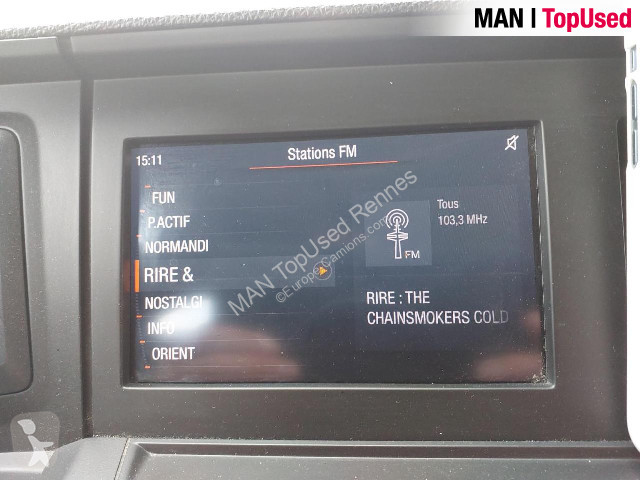 MAN | TopUsed
15:11
Stations FM
FUN
P.ACTIF
NORMANDI
RIRE &
NOSTALGI
INFO
ORIENT
Tous
103,3 MHz
FM
RIRE : THE
CHAINSMOKERS COLD
MAN TopUsed Rennes
©Europe-Camions.com